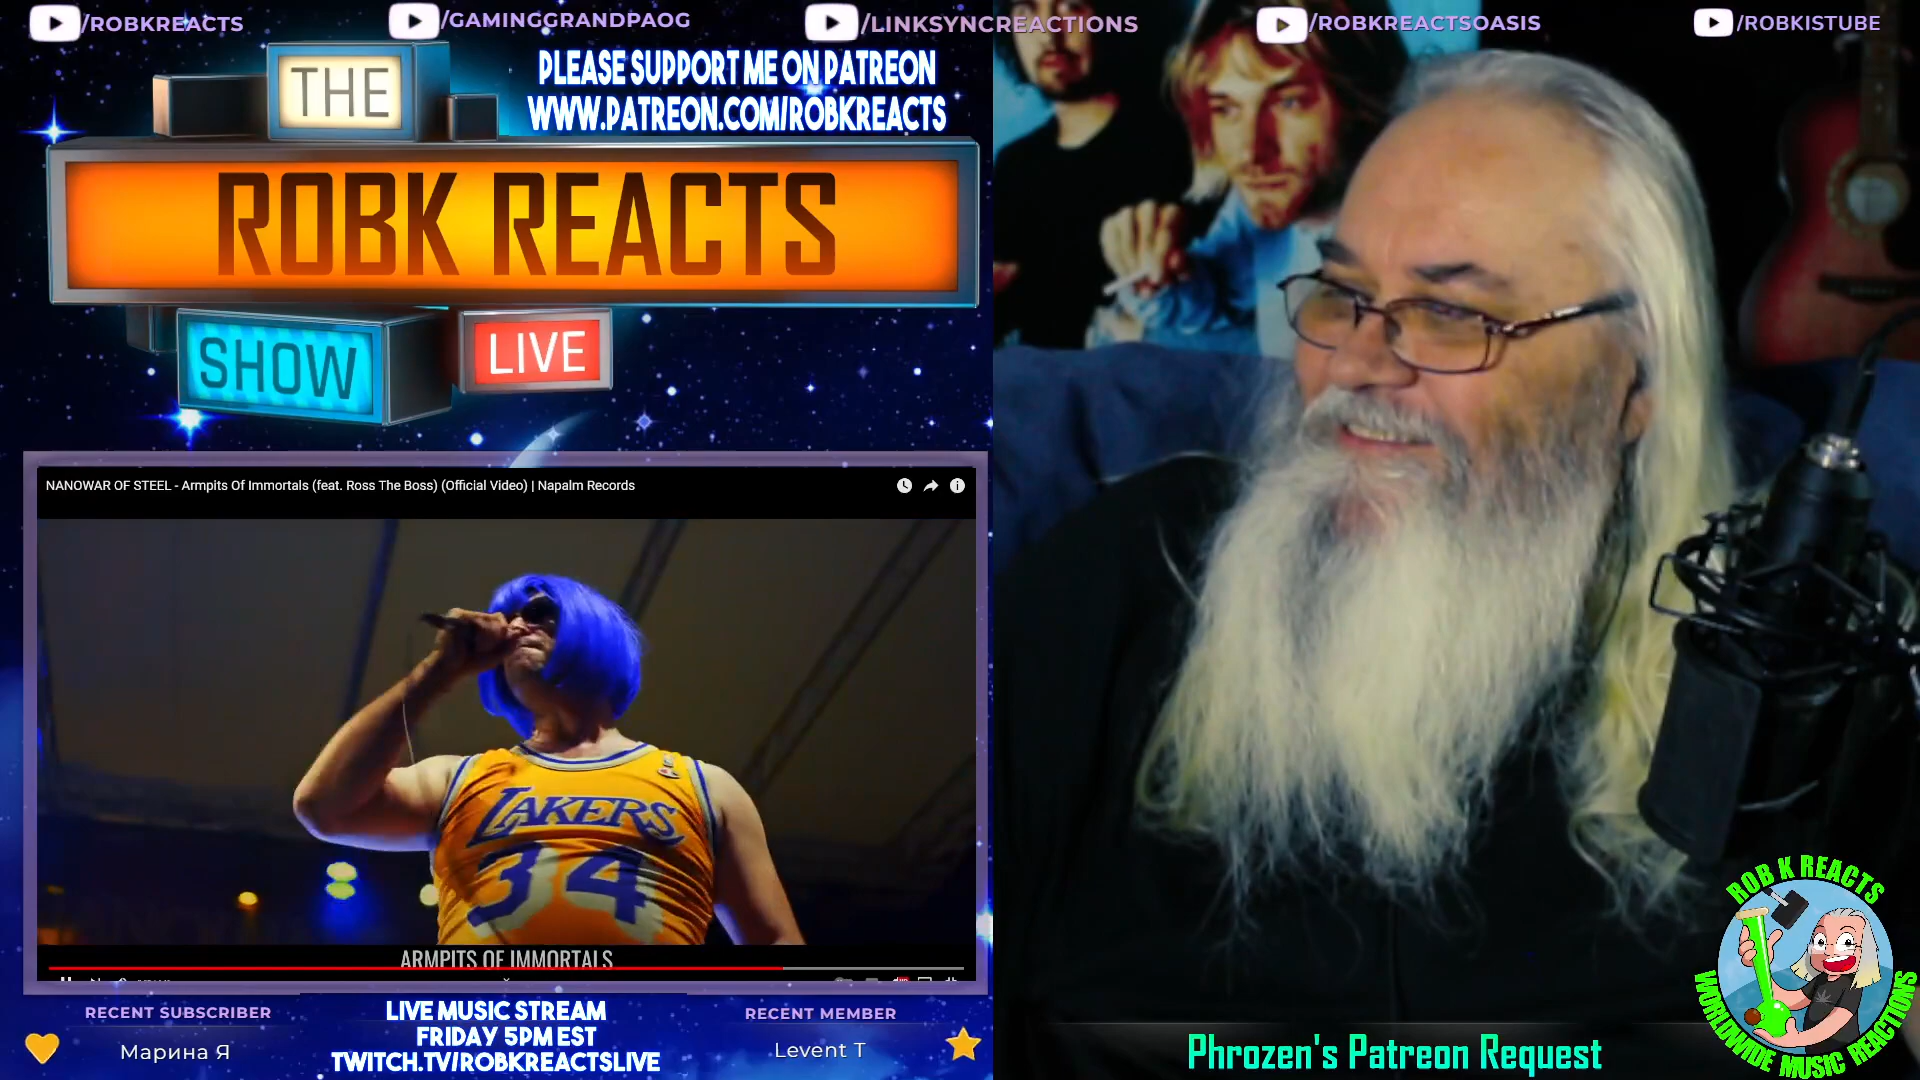 /ROBKREACTS
/GAMINGGRANDPAOG
/LINKSYNCREACTIONS
/ROBKREACTSOASIS
/ROBKISTUBE
PLEASE SUPPORT ME ON PATREON
WWW.PATREON.COM/ROBKREACTS
THE
ROBK REACTS
SHOW
LIVE
NANOWAR OF STEEL - Armpits Of Immortals (feat. Ross The Boss) (Official Video) | Napalm Records
LAKERS
34
ARMPITS OF IMMORTALS
RECENT SUBSCRIBER
Марина Я
LIVE MUSIC STREAM
FRIDAY 5PM EST
TWITCH.TV/ROBKREACTSLIVE
RECENT MEMBER
Levent T
Phrozen's Patreon Request
ROB K REACTS
WORLDWIDE MUSIC REACTIONS